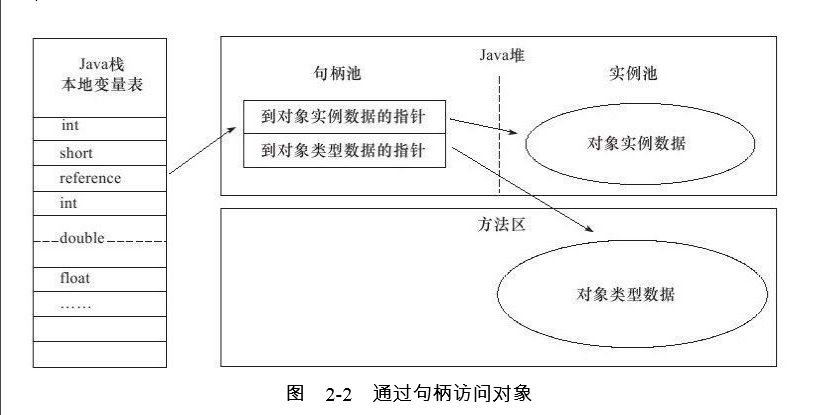 Java栈
本地变量表
int
short
reference
int
double
float
……
Java堆
句柄池
实例池
到对象实例数据的指针
到对象类型数据的指针
对象实例数据
方法区
对象类型数据
图 2-2 通过句柄访问对象